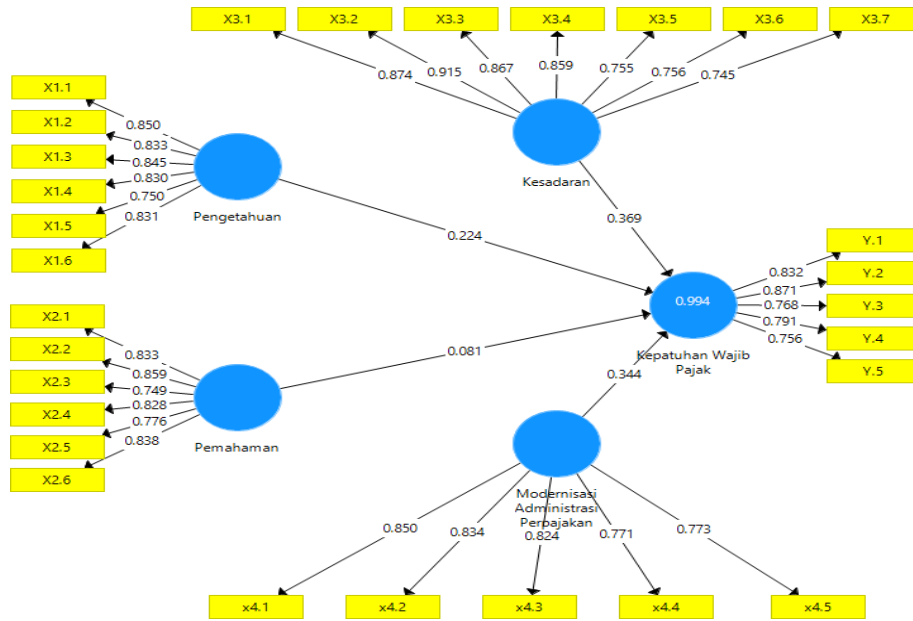 X3.1
X3.2
X3.3
X3.4
X3.5
X3.6
X3.7
0.874
0.915
0.867
0.859
0.755
0.756
0.745
Kesadaran
X1.1
X1.2
X1.3
X1.4
X1.5
X1.6
0.850
0.833
0.845
0.830
0.750
0.831
Pengetahuan
0.224
0.369
X2.1
X2.2
X2.3
X2.4
X2.5
X2.6
0.833
0.859
0.749
0.828
0.776
0.838
Pemahaman
0.081
0.344
0.994
Kepatuhan Wajib
Pajak
0.832
0.871
0.768
0.791
0.756
Y.1
Y.2
Y.3
Y.4
Y.5
Modernisasi
Administrasi
Perpajakan
0.850
0.834
0.824
0.771
0.773
x4.1
x4.2
x4.3
x4.4
x4.5